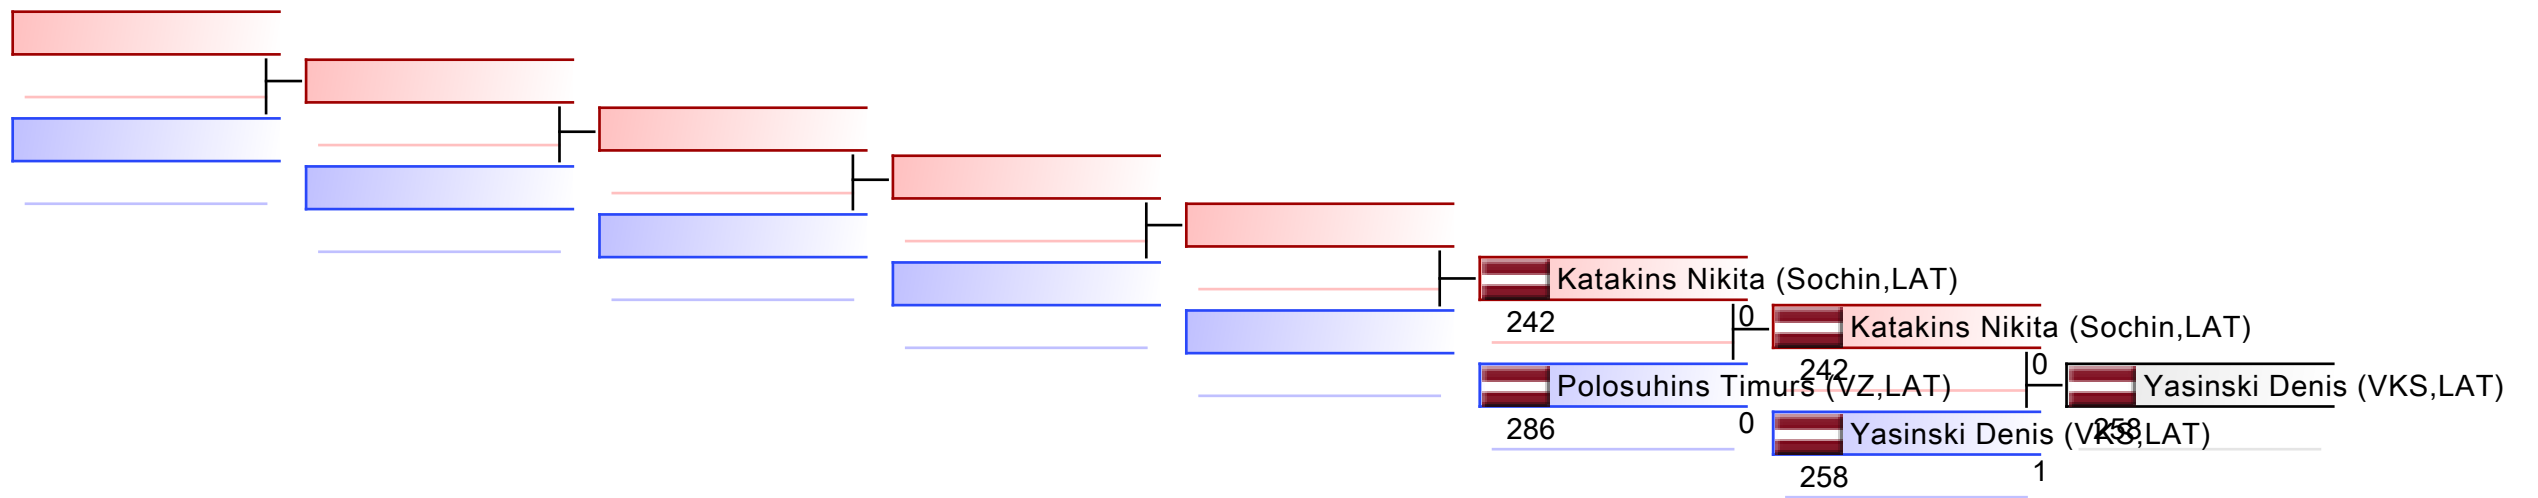 Katakins Nikita (Sochin,LAT)
242
0
Polosuhins Timurs (VZ,LAT)
286
0
Katakins Nikita (Sochin,LAT)
242
0
Yasinski Denis (VKS,LAT)
258
1
Yasinski Denis (VKS,LAT)
258